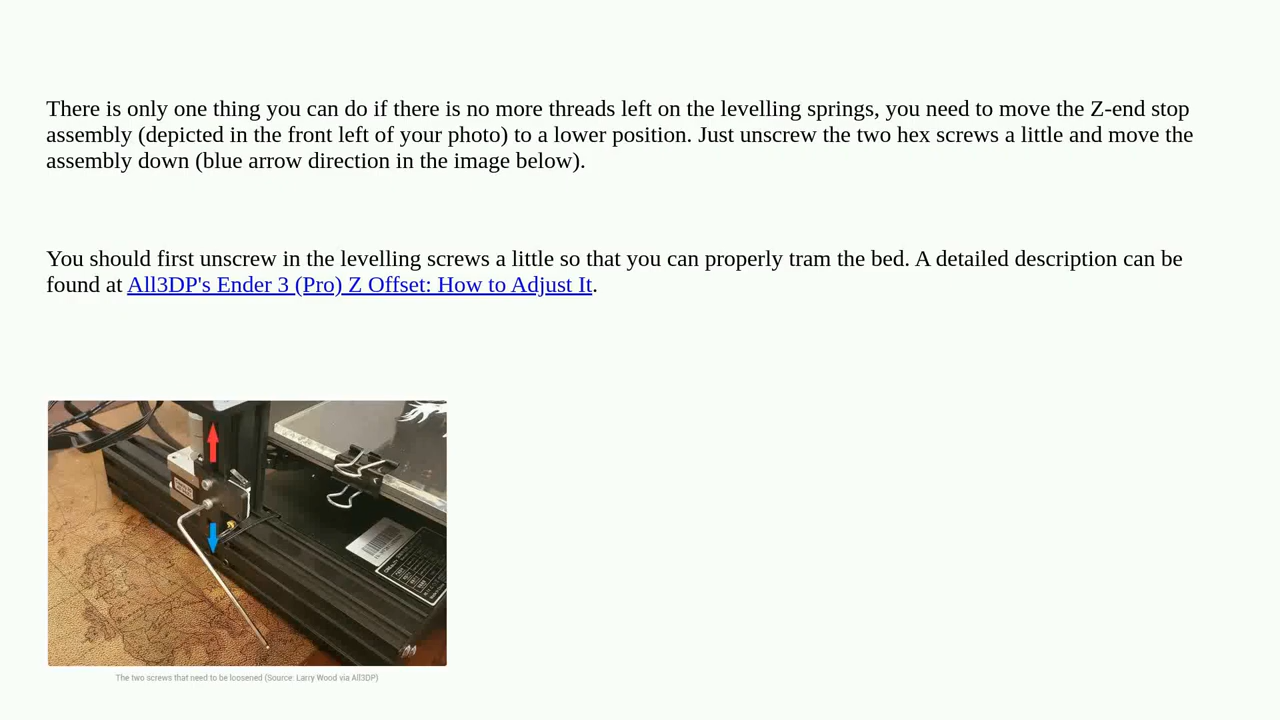 There is only one thing you can do if there is no more threads left on the levelling springs, you need to move the Z-end stop
assembly (depicted in the front left of your photo) to a lower position. Just unscrew the two hex screws a little and move the
assembly down (blue arrow direction in the image below).
You should first unscrew in the levelling screws a little so that you can properly tram the bed. A detailed description can be
found at All3DP's Ender 3 (Pro) Z Offset: How to Adjust It.
The two screws that need to be loosened (Source: Larry Wood via All3DP)